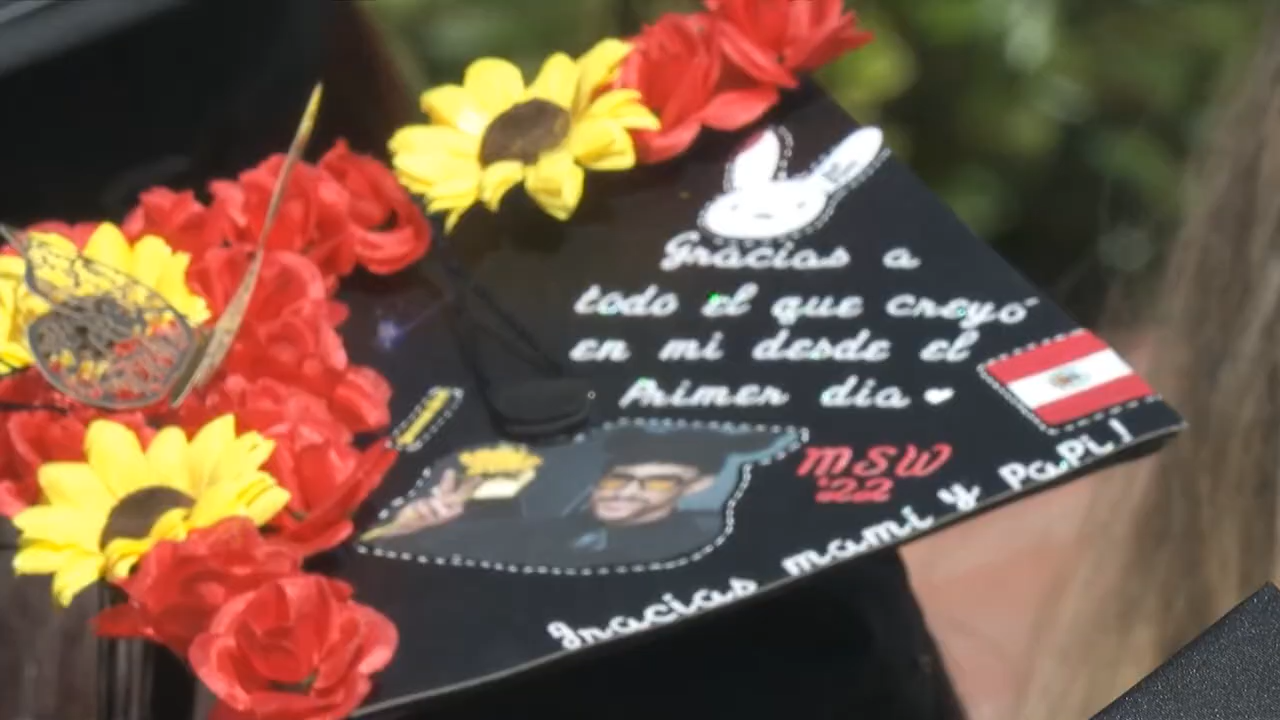 Gracias a
todo el que creyó
en mi desde el
Primer dia
MSW
'22
Gracias mami y PaPi!